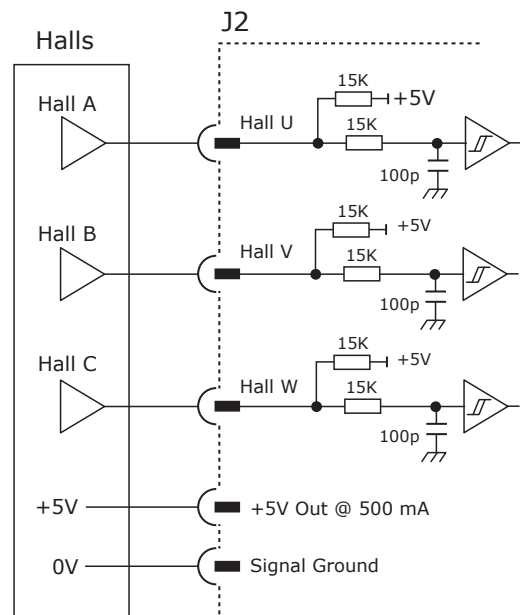 J2
Halls
15K
+5V
Hall A
Hall U
15K
100p
15K
+5V
Hall B
Hall V
15K
100p
15K
+5V
Hall C
Hall W
15K
100p
+5V
+5V Out @ 500 mA
0V
Signal Ground